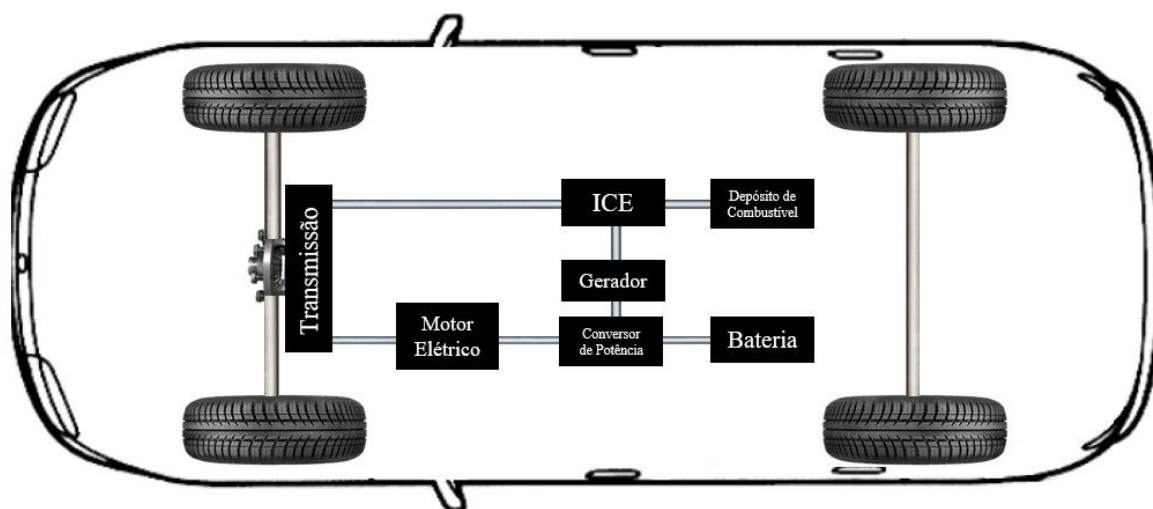 ICE
Depósito de
Combustível
Transmissão
Gerador
Motor
Elétrico
Conversor
de Potência
Bateria